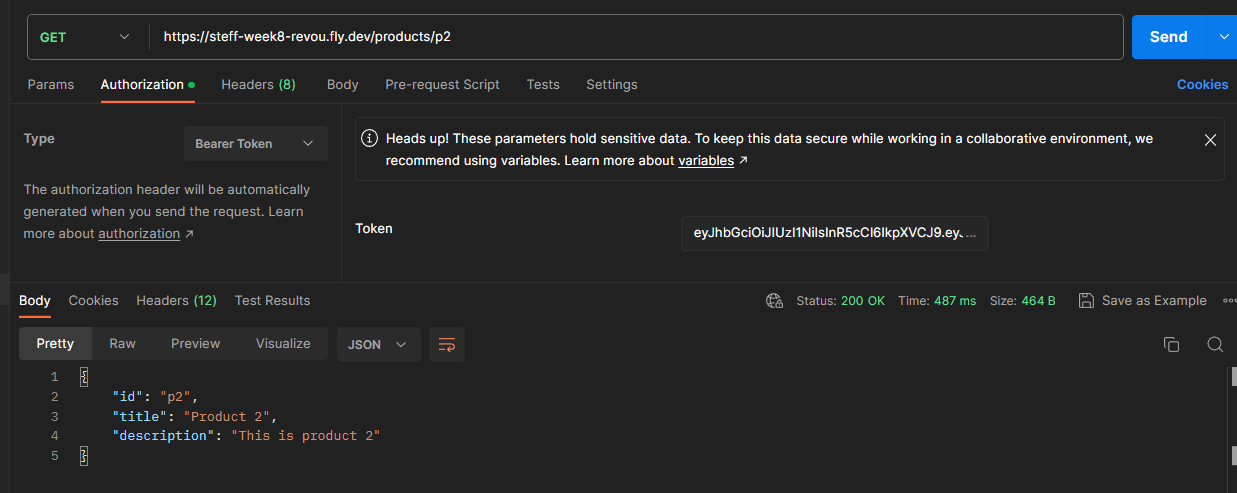 GET https://steff-week8-revou.fly.dev/products/p2 Send
Params Authorization Headers (8) Body Pre-request Script Tests Settings Cookies
Type Bearer Token
The authorization header will be automatically
generated when you send the request. Learn
more about authorization ↗
Heads up! These parameters hold sensitive data. To keep this data secure while working in a collaborative environment, we
recommend using variables. Learn more about variables ↗
Token eyJhbGciOiJIUzI1NiIsInR5cCI6IkpXVCJ9.eyJ...
Body Cookies Headers (12) Test Results Status: 200 OK Time: 487 ms Size: 464 B Save as Example
Pretty Raw Preview Visualize JSON
1 {
2 "id": "p2",
3 "title": "Product 2",
4 "description": "This is product 2"
5 }